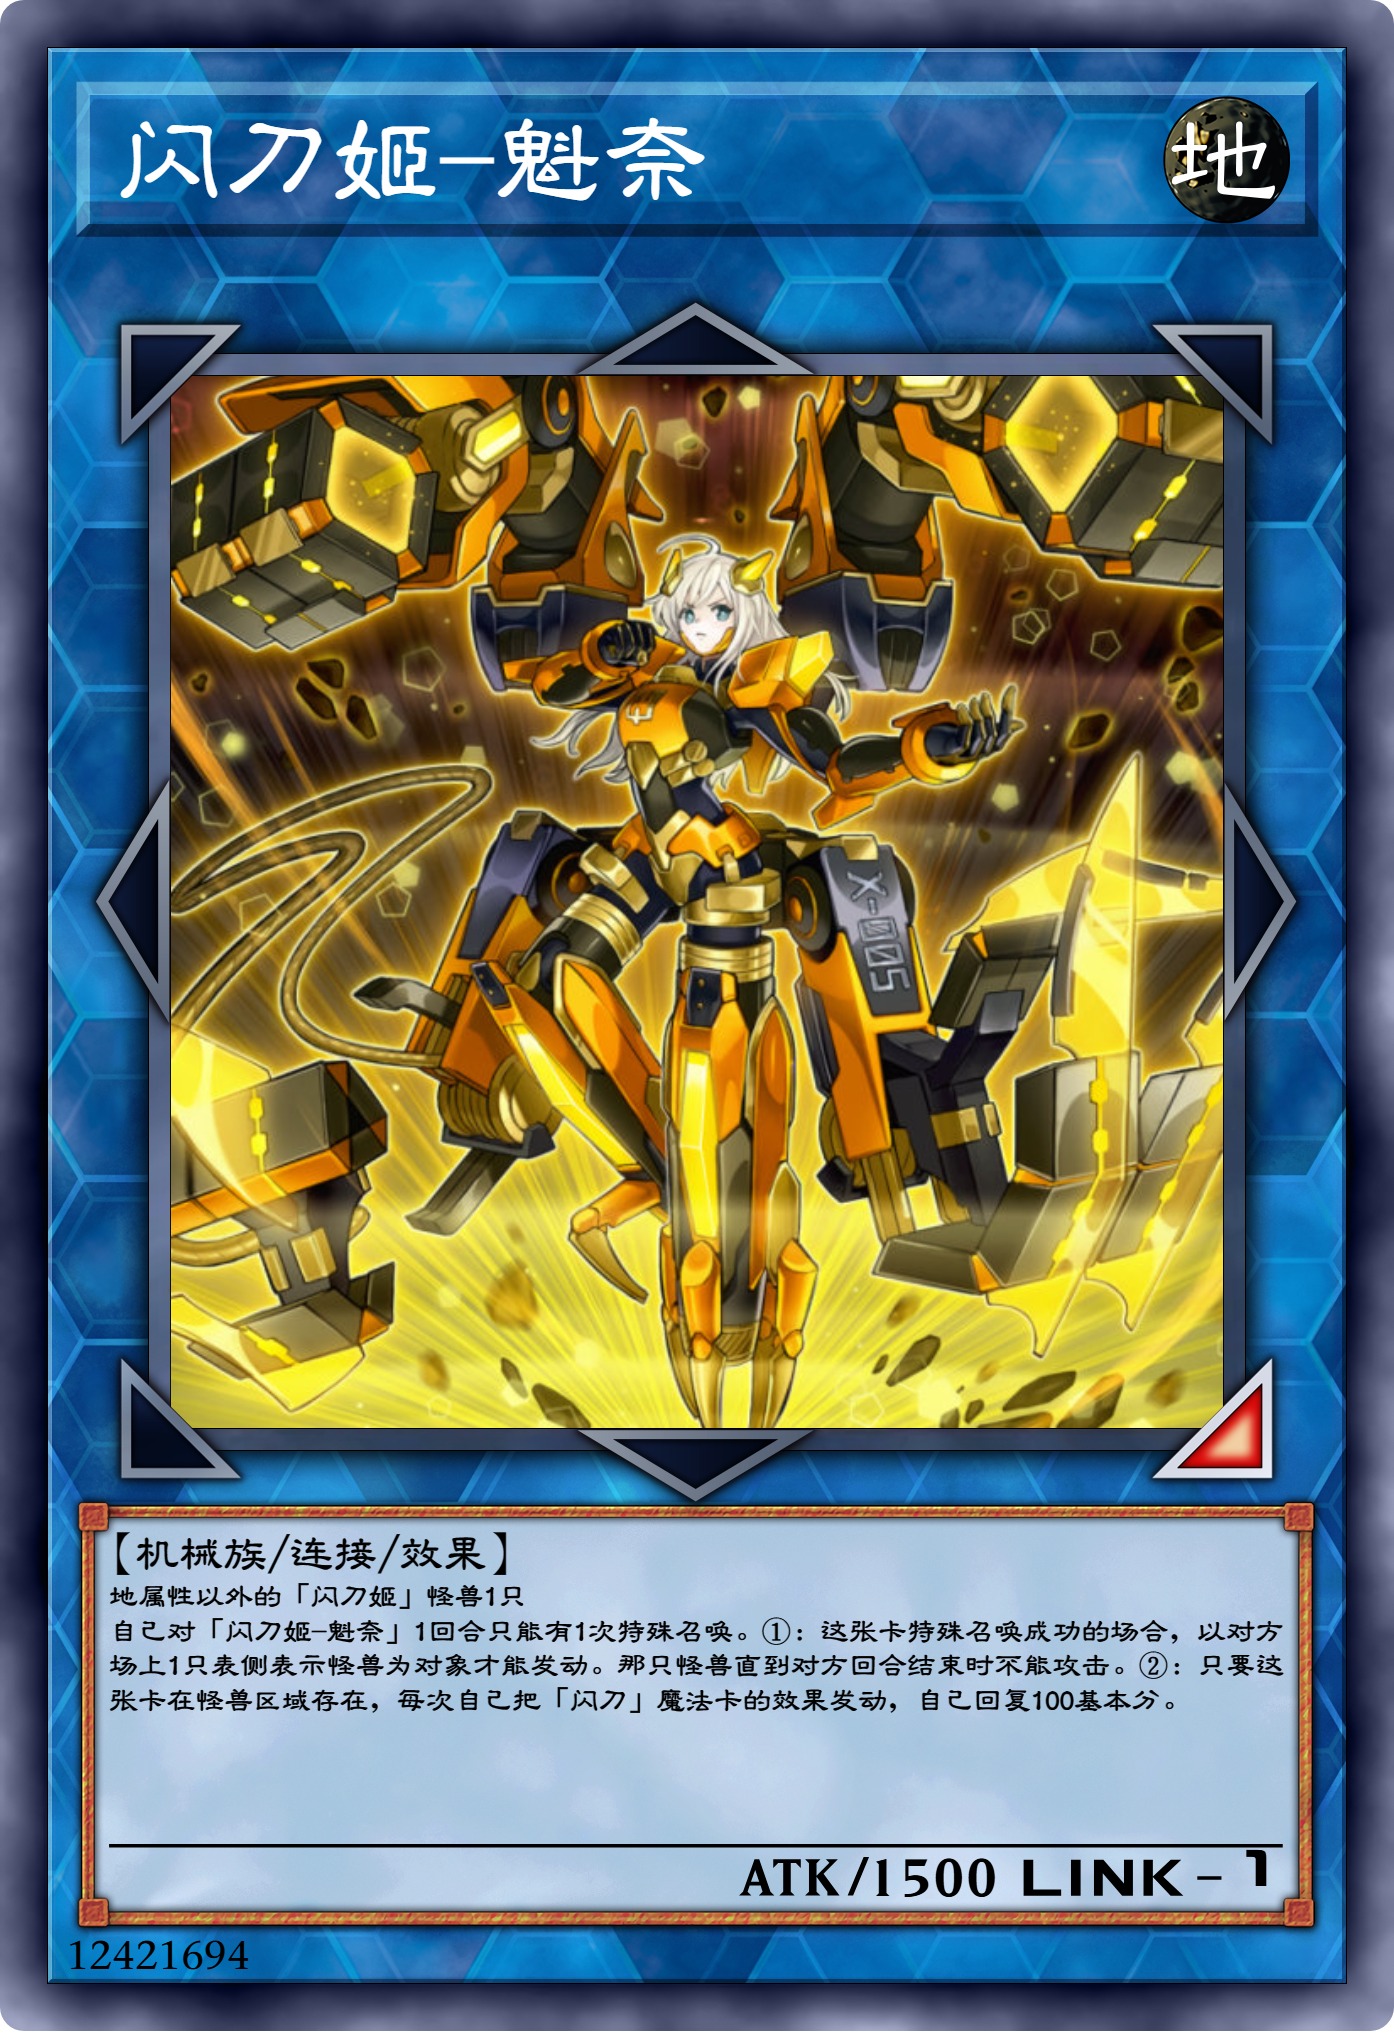 闪刀姬-魁奈
地
X-005
【机械族/连接/效果】
地属性以外的「闪刀姬」怪兽1只
自己对「闪刀姬-魁奈」1回合只能有1次特殊召唤。①：这张卡特殊召唤成功的场合，以对方
场上1只表侧表示怪兽为对象才能发动。那只怪兽直到对方回合结束时不能攻击。②：只要这
张卡在怪兽区域存在，每次自己把「闪刀」魔法卡的效果发动，自己回复100基本分。
ATK/1500 LINK-1
12421694